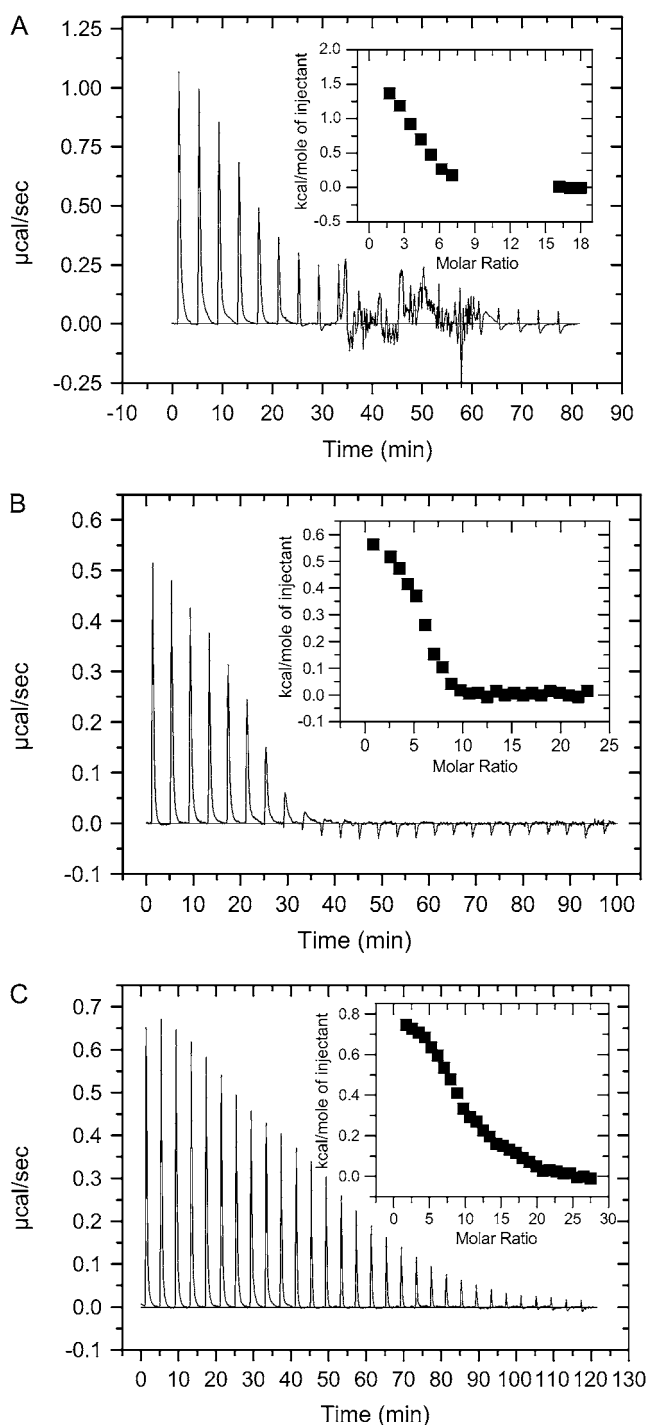 A
1.25
1.00
0.75
0.50
0.25
0.00
-0.25
µcal/sec
-10 0 10 20 30 40 50 60 70 80 90
Time (min)
2.0
1.5
1.0
0.5
0.0
-0.5
kcal/mole of injectant
0 3 6 9 12 15 18
Molar Ratio
B
0.6
0.5
0.4
0.3
0.2
0.1
0.0
-0.1
µcal/sec
0 10 20 30 40 50 60 70 80 90 100
Time (min)
0.6
0.5
0.4
0.3
0.2
0.1
0.0
-0.1
kcal/mole of injectant
0 5 10 15 20 25
Molar Ratio
C
0.7
0.6
0.5
0.4
0.3
0.2
0.1
0.0
-0.1
µcal/sec
0 10 20 30 40 50 60 70 80 90 100 110 120 130
Time (min)
0.8
0.6
0.4
0.2
0.0
kcal/mole of injectant
0 5 10 15 20 25 30
Molar Ratio